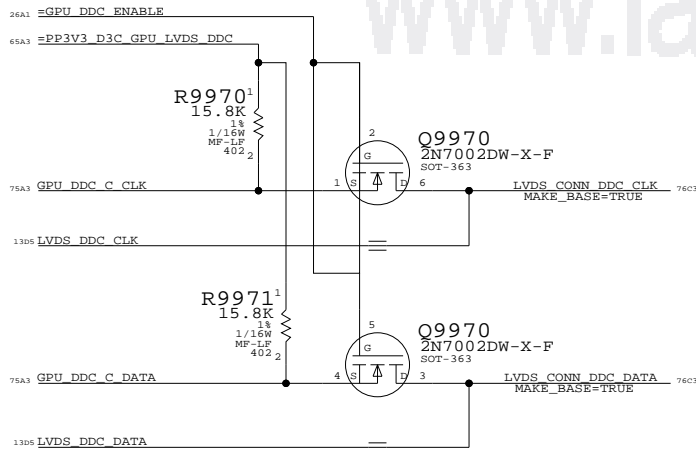 www.la
26A1 =GPU_DDC_ENABLE
65A3 =PP3V3_D3C_GPU_LVDS_DDC
R9970 1
15.8K
1%
1/16W
MF-LF
402 2
2
G
Q9970
2N7002DW-X-F
SOT-363
1 S D 6
75A3 GPU_DDC_C_CLK
LVDS_CONN_DDC_CLK 76C3
MAKE_BASE=TRUE
13D5 LVDS_DDC_CLK
R9971 1
15.8K
1%
1/16W
MF-LF
402 2
5
G
Q9970
2N7002DW-X-F
SOT-363
4 S D 3
75A3 GPU_DDC_C_DATA
LVDS_CONN_DDC_DATA 76C3
MAKE_BASE=TRUE
13D5 LVDS_DDC_DATA